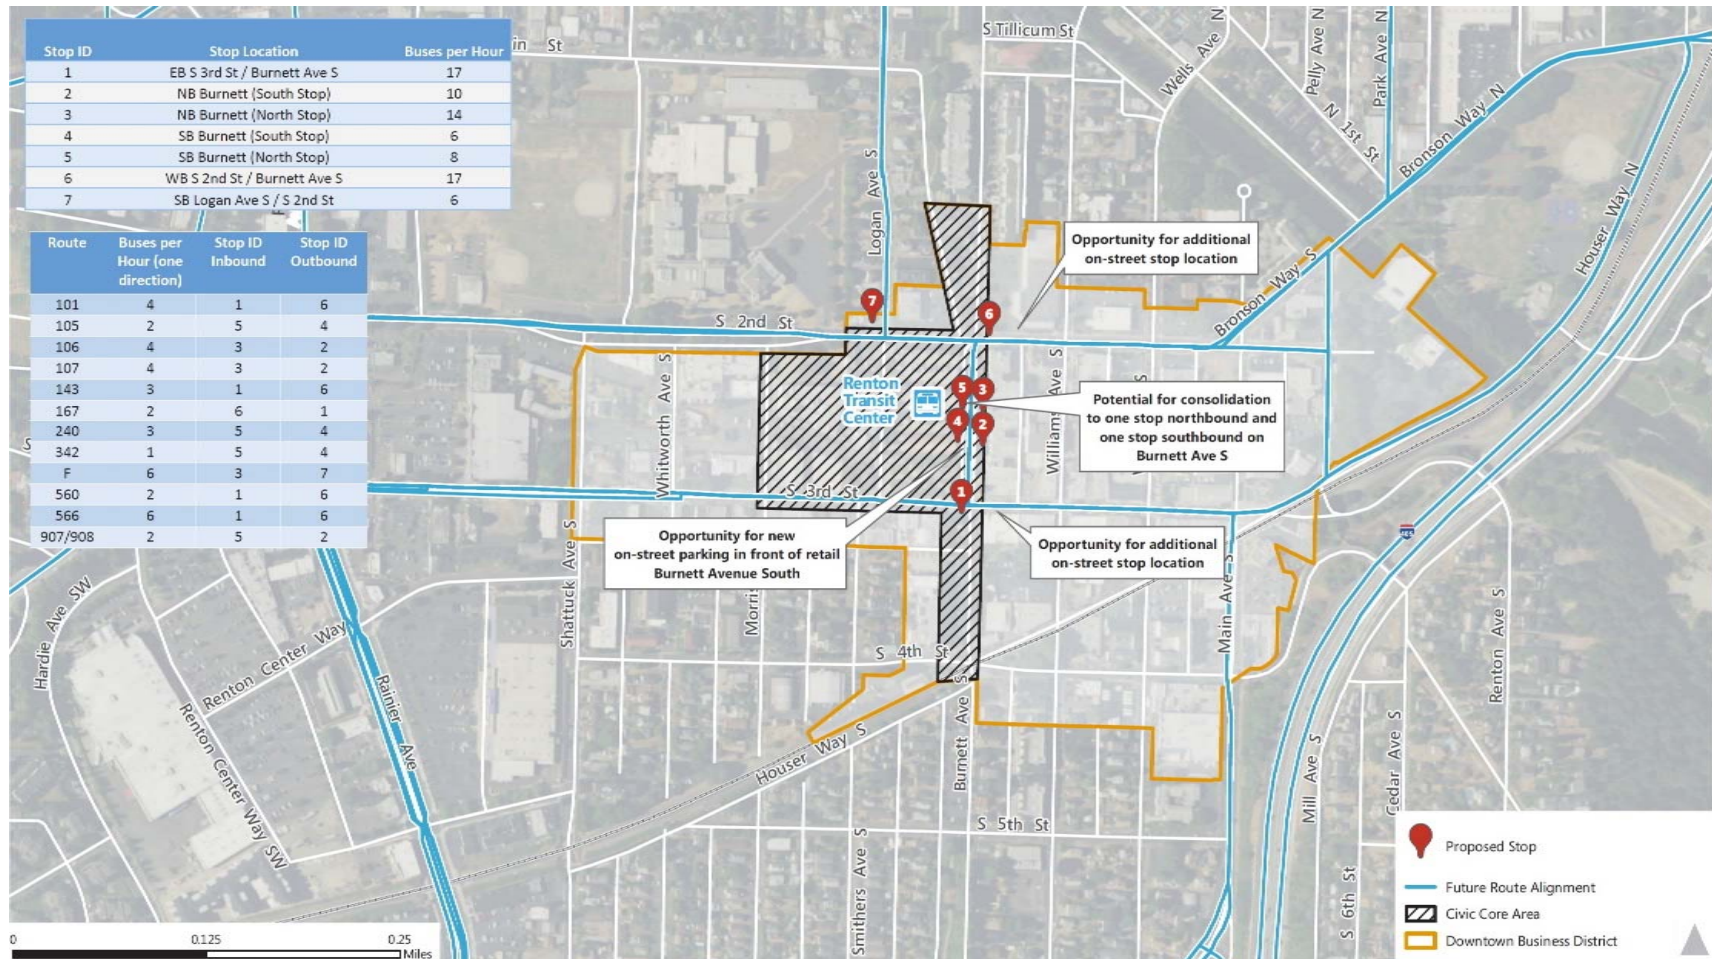 Stop ID Stop Location Buses per Hour
1 EB S 3rd St / Burnett Ave S 17
2 NB Burnett (South Stop) 10
3 NB Burnett (North Stop) 14
4 SB Burnett (South Stop) 6
5 SB Burnett (North Stop) 8
6 WB S 2nd St / Burnett Ave S 17
7 SB Logan Ave S / S 2nd St 6
Route Buses per Hour (one direction) Stop ID Inbound Stop ID Outbound
101 4 1 6
105 2 5 4
106 4 3 2
107 4 3 2
143 3 1 6
167 2 6 1
240 3 5 4
342 1 5 4
F 6 3 7
560 2 1 6
566 6 1 6
907/908 2 5 2
in St
S Tillicum St
Wells Ave N
Pelly Ave N
Park Ave N
N 1st St
Bronson Way N
Houser Way N
Logan Ave S
Opportunity for additional
on-street stop location
Bronson Way S
7
6
S 2nd St
Whitworth Ave S
Renton
Transit
Center
5
3
4
2
Williams Ave S
S
Potential for consolidation
to one stop northbound and
one stop southbound on
Burnett Ave S
S 3rd St
1
Opportunity for new
on-street parking in front of retail
Burnett Avenue South
Opportunity for additional
on-street stop location
405
Shattuck Ave S
Morris
Main Ave S
Hardie Ave SW
Renton Center Way
S 4th St
Renton Ave S
Rainier Ave
Renton Center Way SW
Houser Way S
Burnett Ave S
Mill Ave S
Cedar Ave S
S 5th St
Smithers Ave S
S 6th St
Proposed Stop
Future Route Alignment
Civic Core Area
Downtown Business District
0 0.125 0.25
Miles